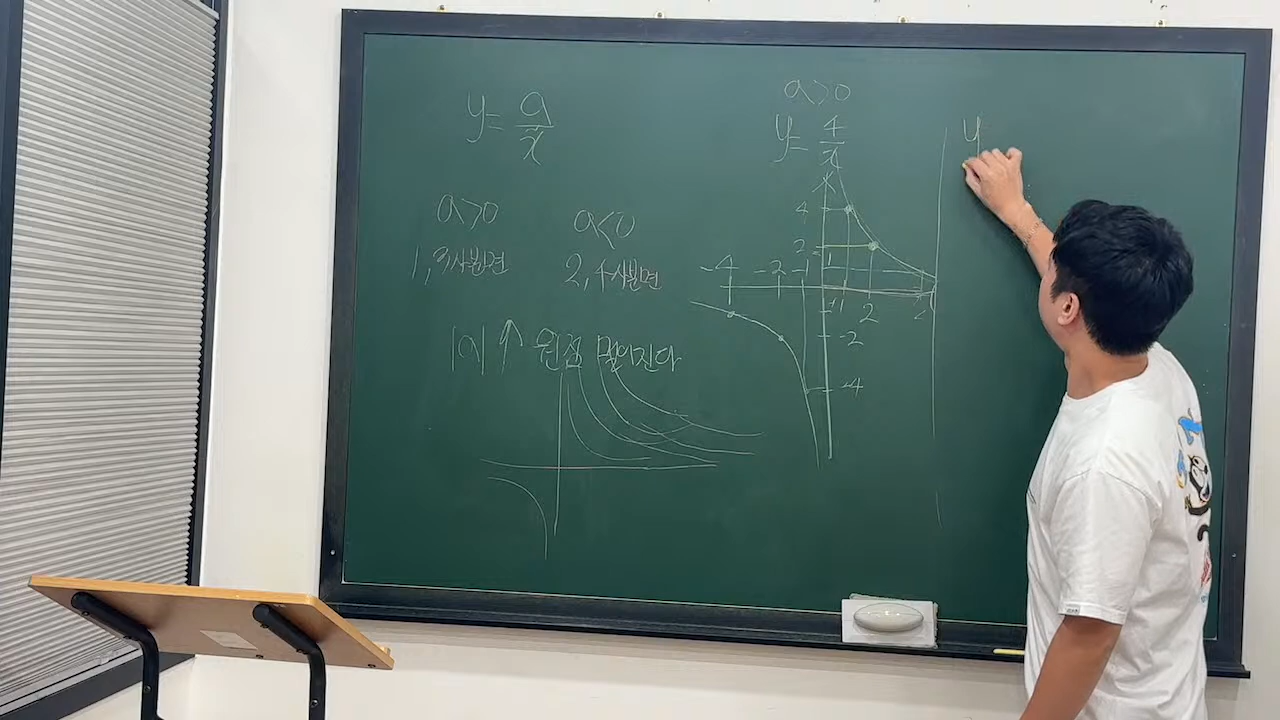 y = a/x
a>0
a<0
1, 3사분면
2, 4사분면
|a| ↑ 원점 멀어진다
a>0
y = 4/x
4
2
1
-4 -2 -1
1 2
-2
-4
y